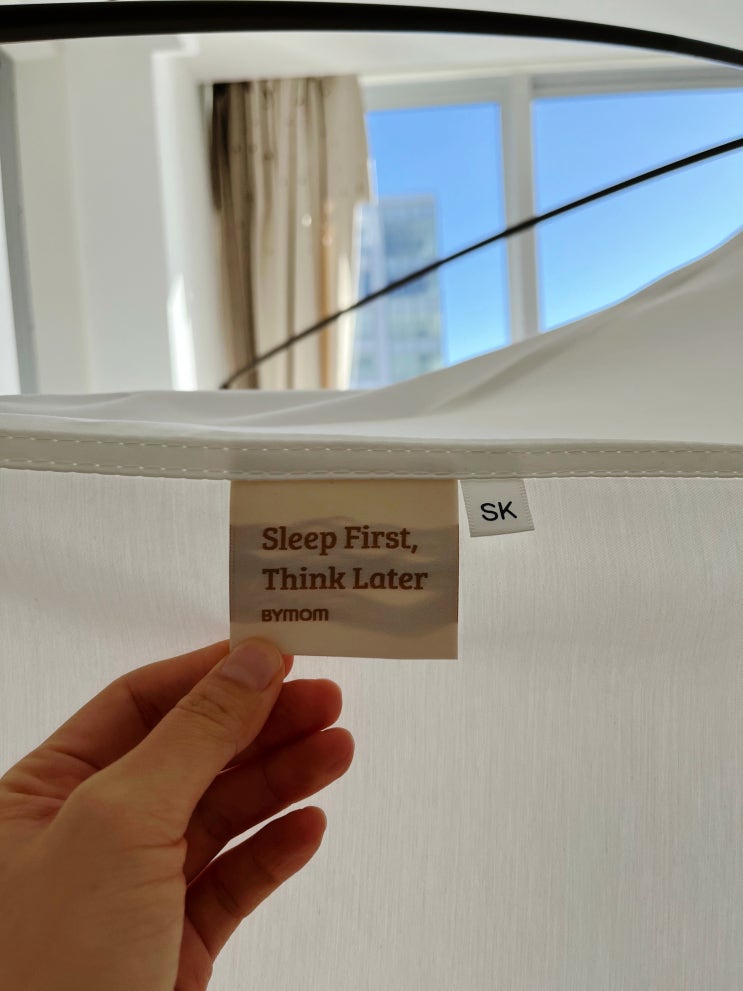 Sleep First,
Think Later
BYMOM
SK